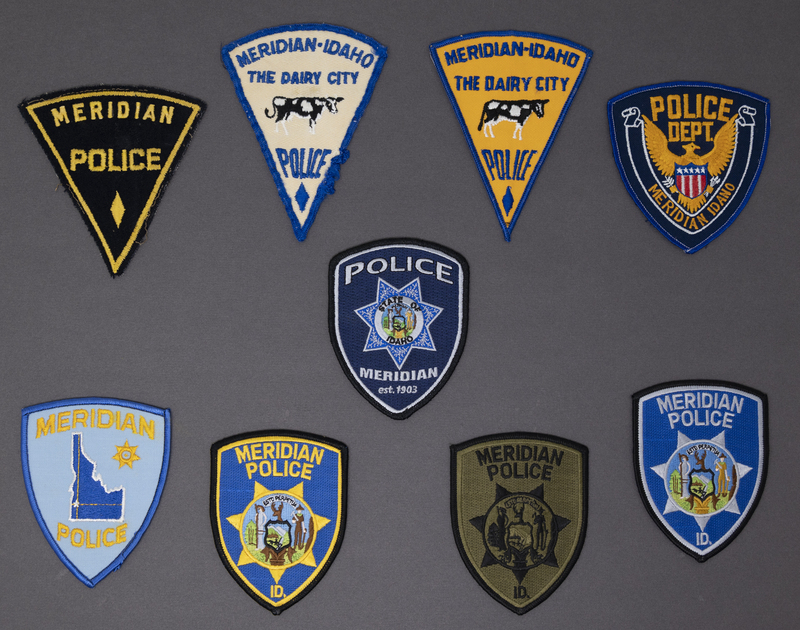 MERIDIAN
POLICE
MERIDIAN-IDAHO
THE DAIRY CITY
POLICE
MERIDIAN-IDAHO
THE DAIRY CITY
POLICE
POLICE
DEPT.
MERIDIAN IDAHO
POLICE
STATE OF
IDAHO
MERIDIAN
est. 1903
MERIDIAN
POLICE
MERIDIAN
POLICE
ID.
MERIDIAN
POLICE
ID.
MERIDIAN
POLICE
ID.